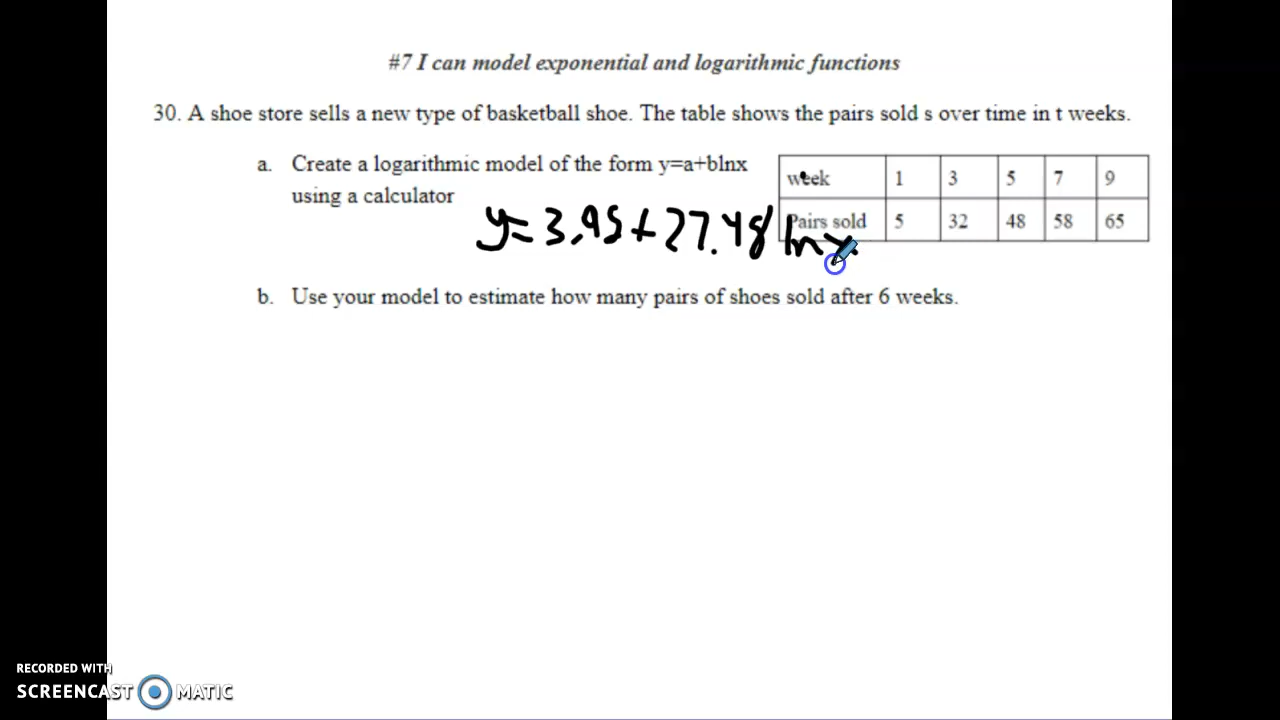 #7 I can model exponential and logarithmic functions
30. A shoe store sells a new type of basketball shoe. The table shows the pairs sold s over time in t weeks.
a. Create a logarithmic model of the form y=a+blnx
using a calculator
week 1 3 5 7 9
Pairs sold 5 32 48 58 65
y=3.95+27.48 lnx
b. Use your model to estimate how many pairs of shoes sold after 6 weeks.
RECORDED WITH
SCREENCAST MATIC